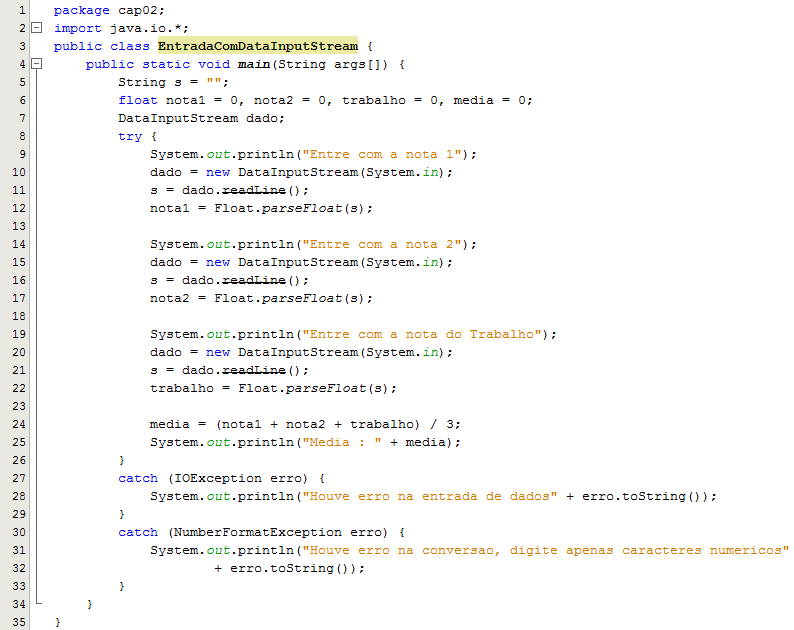 1 package cap02;
2 import java.io.*;
3 public class EntradaComDataInputStream {
4     public static void main(String args[]) {
5         String s = "";
6         float nota1 = 0, nota2 = 0, trabalho = 0, media = 0;
7         DataInputStream dado;
8         try {
9             System.out.println("Entre com a nota 1");
10             dado = new DataInputStream(System.in);
11             s = dado.readLine();
12             nota1 = Float.parseFloat(s);
13
14             System.out.println("Entre com a nota 2");
15             dado = new DataInputStream(System.in);
16             s = dado.readLine();
17             nota2 = Float.parseFloat(s);
18
19             System.out.println("Entre com a nota do Trabalho");
20             dado = new DataInputStream(System.in);
21             s = dado.readLine();
22             trabalho = Float.parseFloat(s);
23
24             media = (nota1 + nota2 + trabalho) / 3;
25             System.out.println("Media : " + media);
26         }
27         catch (IOException erro) {
28             System.out.println("Houve erro na entrada de dados" + erro.toString());
29         }
30         catch (NumberFormatException erro) {
31             System.out.println("Houve erro na conversao, digite apenas caracteres numericos"
32                     + erro.toString());
33         }
34     }
35 }